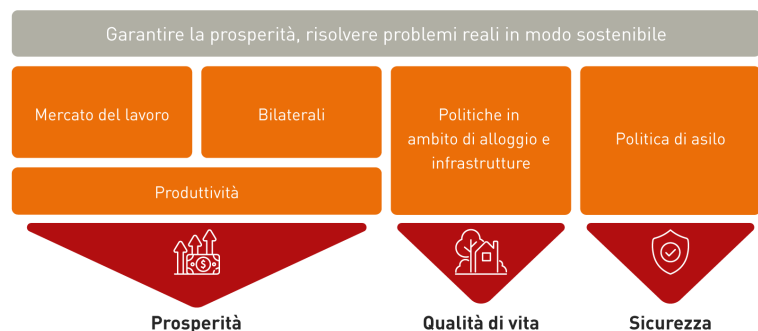 Garantire la prosperità, risolvere problemi reali in modo sostenibile
Mercato del lavoro
Bilaterali
Politiche in
ambito di alloggio e
infrastrutture
Politica di asilo
Produttività
$
Prosperità
Qualità di vita
Sicurezza